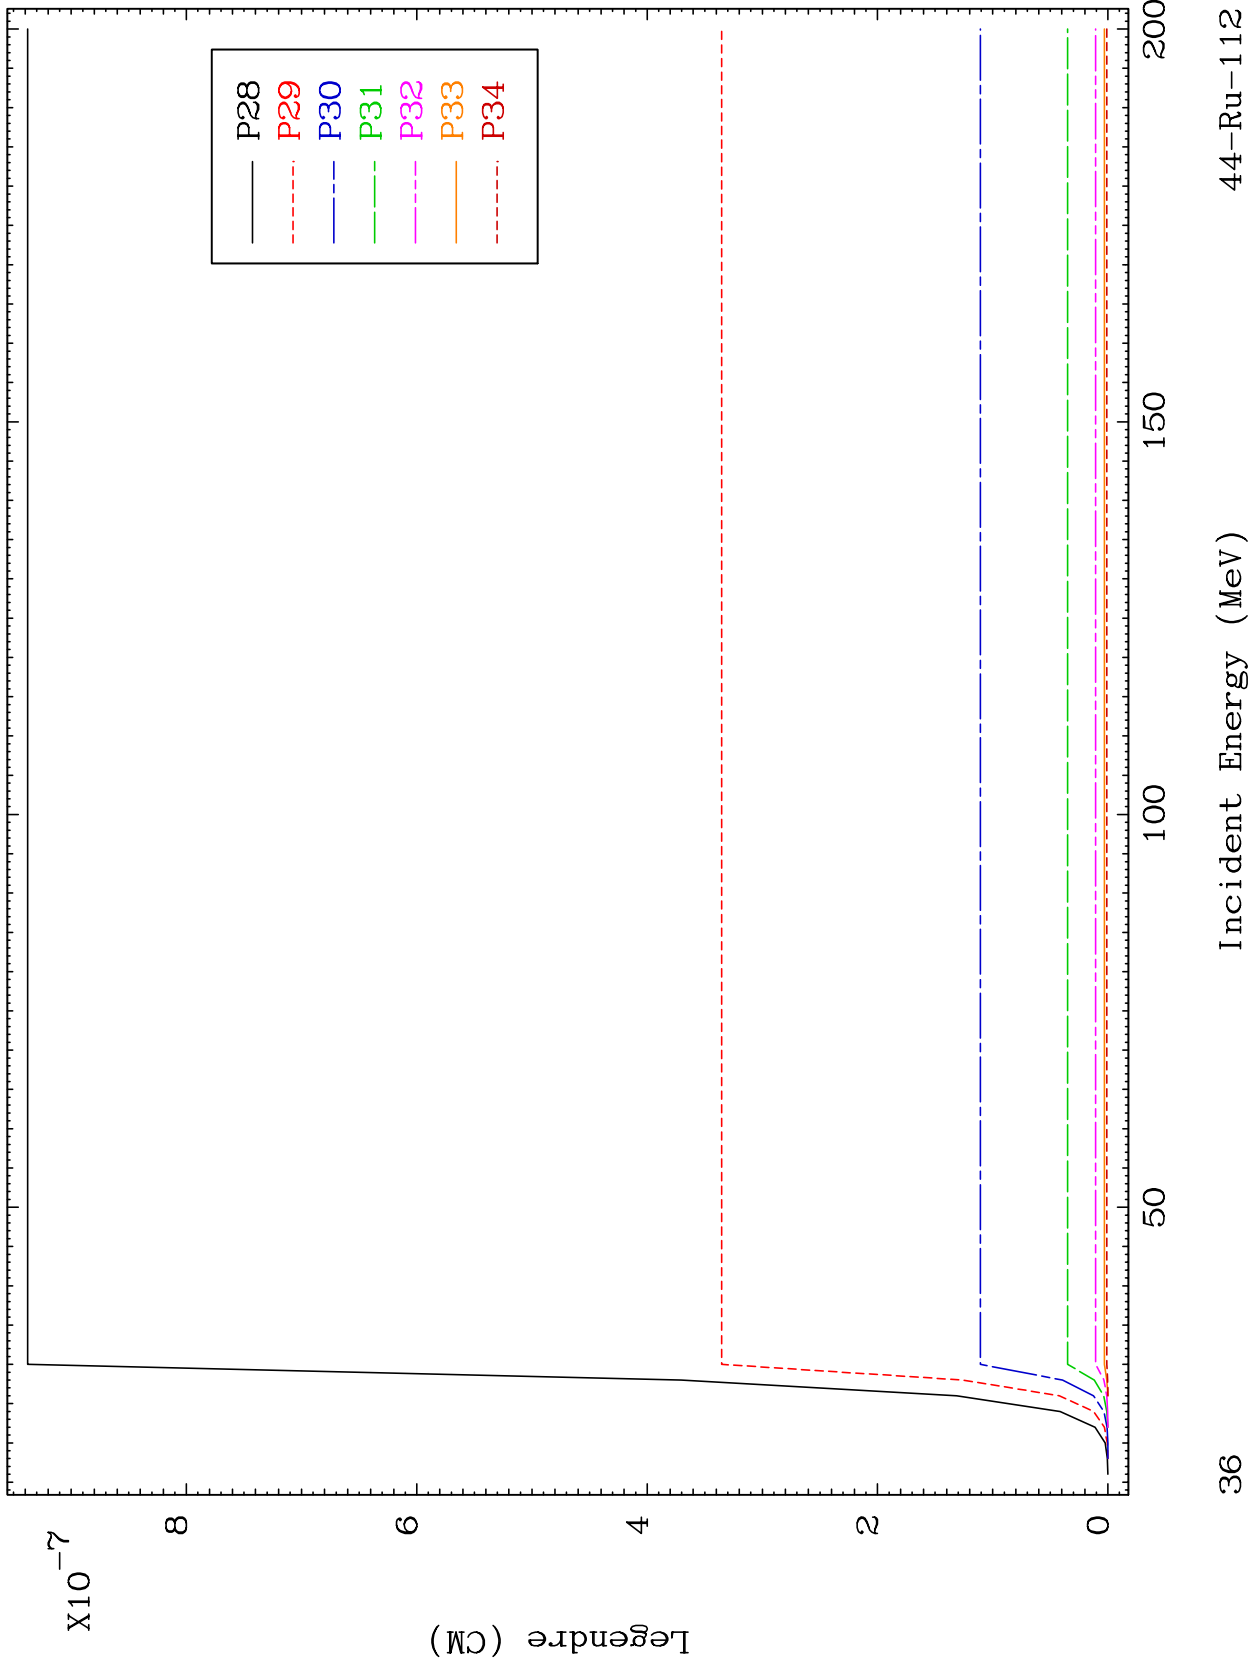 X10-7
8
6
4
2
0
Legendre (CM)
P28
P29
P30
P31
P32
P33
P34
50
100
150
200
Incident Energy (MeV)
36
44-Ru-112